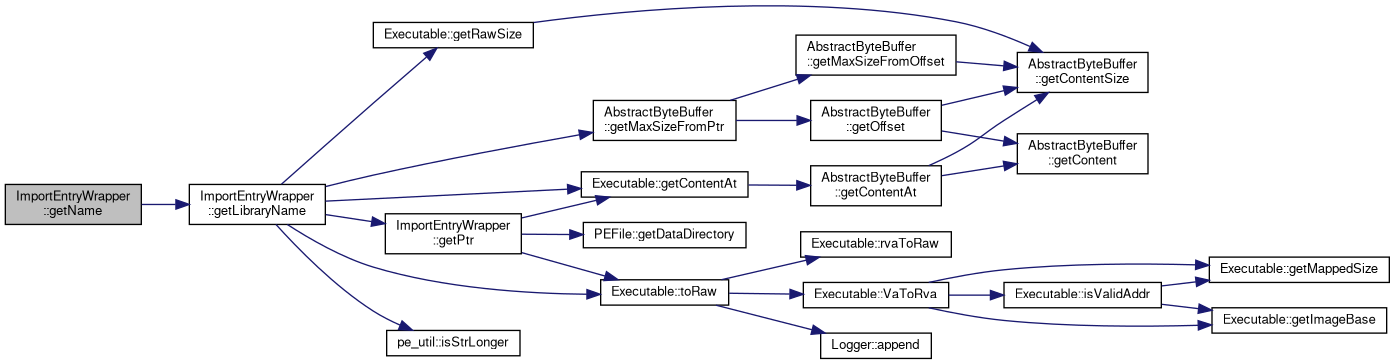 ImportEntryWrapper
::getName
ImportEntryWrapper
::getLibraryName
Executable::getRawSize
AbstractByteBuffer
::getMaxSizeFromPtr
Executable::getContentAt
ImportEntryWrapper
::getPtr
PEFile::getDataDirectory
Executable::toRaw
pe_util::isStrLonger
AbstractByteBuffer
::getMaxSizeFromOffset
AbstractByteBuffer
::getOffset
AbstractByteBuffer
::getContentAt
AbstractByteBuffer
::getContentSize
AbstractByteBuffer
::getContent
Executable::rvaToRaw
Executable::VaToRva
Logger::append
Executable::isValidAddr
Executable::getMappedSize
Executable::getImageBase